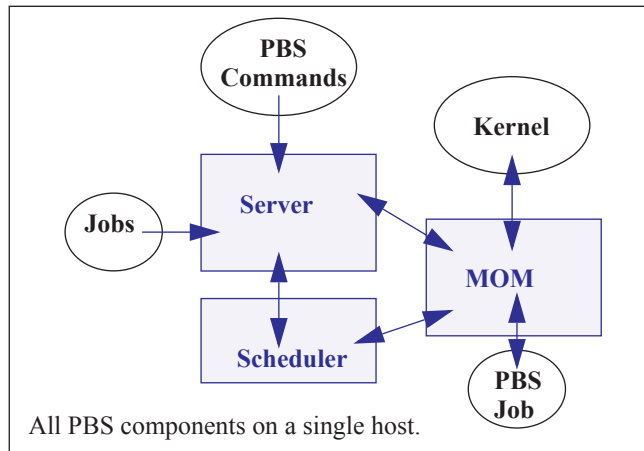 PBS
Commands
Kernel
Server
Jobs
MOM
Scheduler
PBS
Job
All PBS components on a single host.